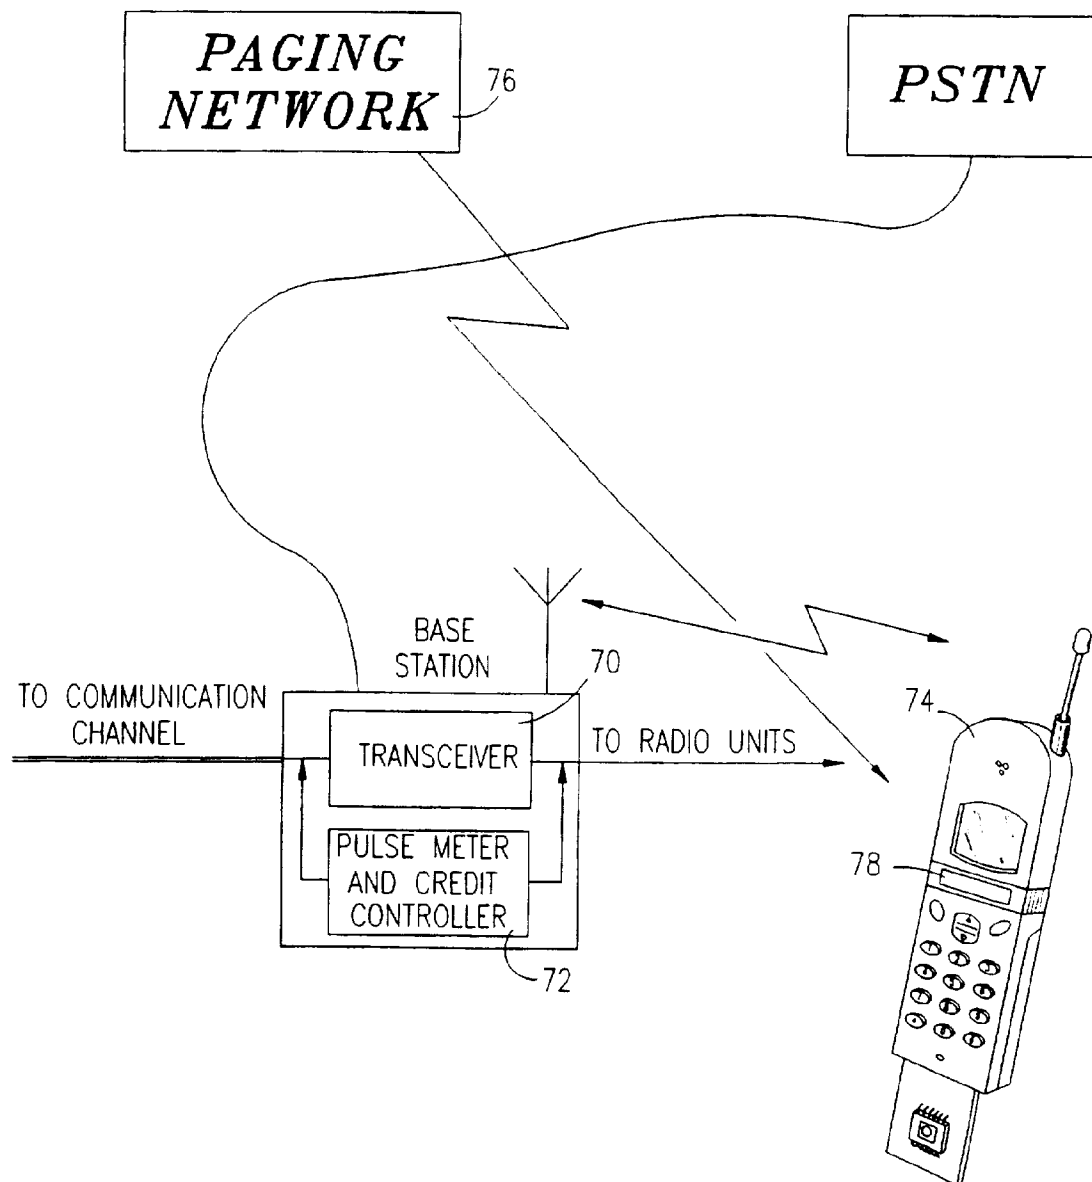 PAGING
NETWORK
76
PSTN
BASE
STATION
70
TO COMMUNICATION
CHANNEL
TRANSCEIVER
TO RADIO UNITS
74
78
PULSE METER
AND CREDIT
CONTROLLER
72